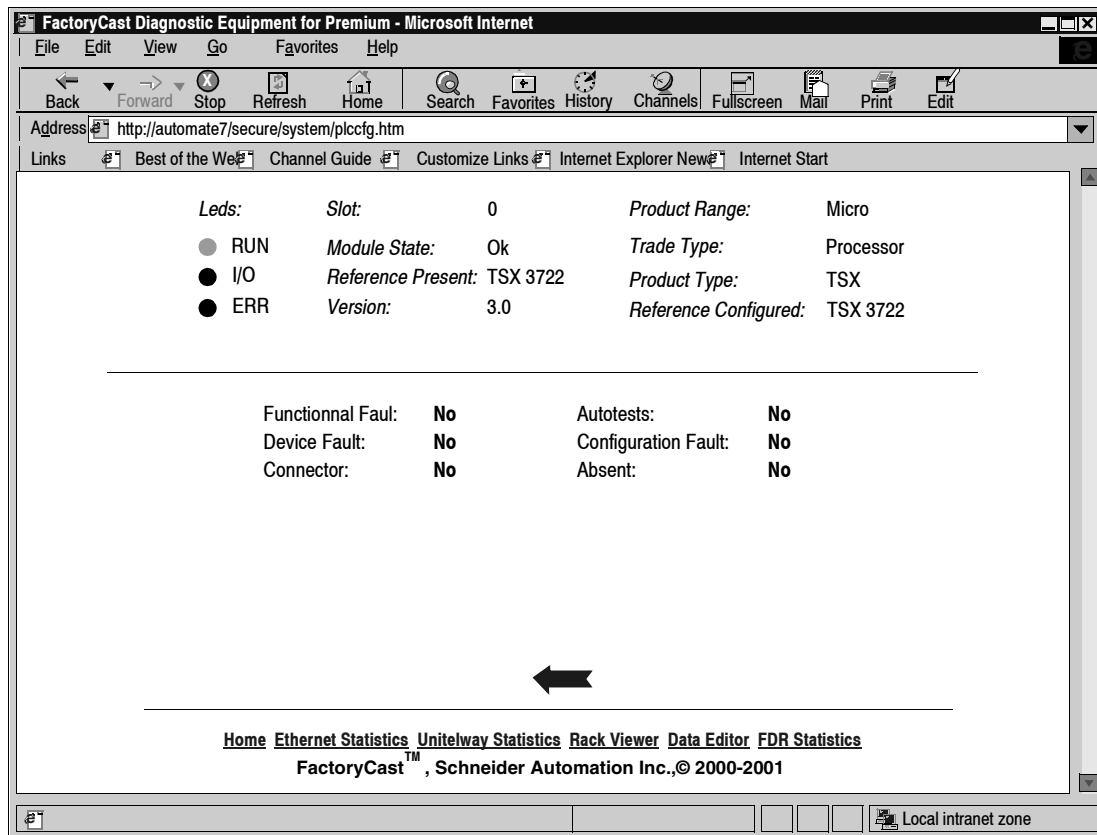 FactoryCast Diagnostic Equipment for Premium - Microsoft Internet
File Edit View Go Favorites Help
Back Forward Stop Refresh Home Search Favorites History Channels Fullscreen Mail Print Edit
Address http://automate7/secure/system/plccfg.htm
Links Best of the We Channel Guide Customize Links Internet Explorer New Internet Start
Leds: Slot: 0 Product Range: Micro
RUN Module State: Ok Trade Type: Processor
I/O Reference Present: TSX 3722 Product Type: TSX
ERR Version: 3.0 Reference Configured: TSX 3722
Functionnal Faul: No Autotests: No
Device Fault: No Configuration Fault: No
Connector: No Absent: No
Home Ethernet Statistics Unitelway Statistics Rack Viewer Data Editor FDR Statistics
FactoryCast™ , Schneider Automation Inc.,© 2000-2001
Local intranet zone